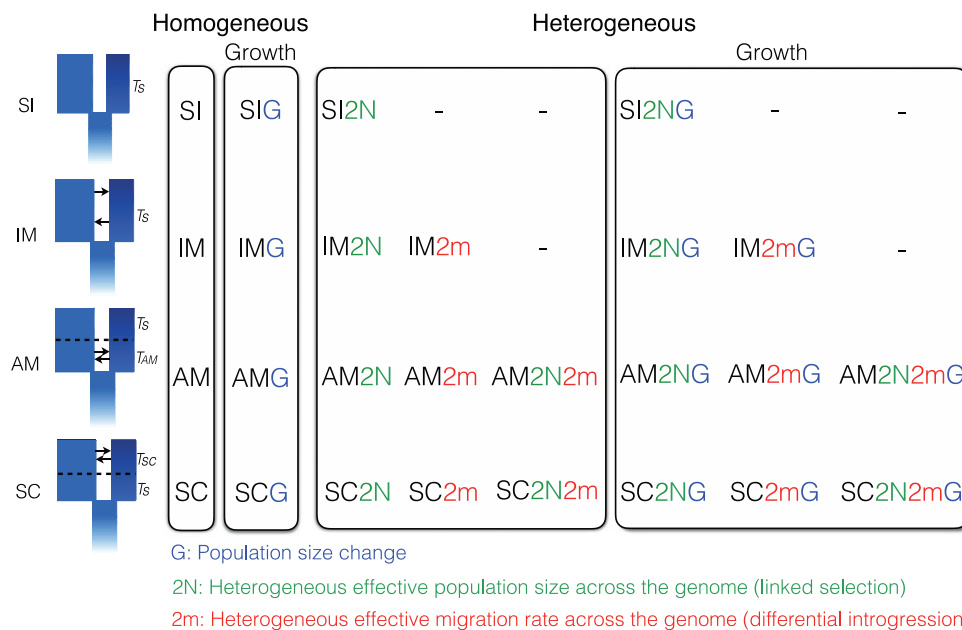 Homogeneous Heterogeneous
Growth Growth
SI Ts SI SIG SI2N - - SI2NG - -
IM Ts IM IMG IM2N IM2m - IM2NG IM2mG -
Ts
AM TAM AM AMG AM2N AM2m AM2N2m AM2NG AM2mG AM2N2mG
TSC
SC Ts SC SCG SC2N SC2m SC2N2m SC2NG SC2mG SC2N2mG
G: Population size change
2N: Heterogeneous effective population size across the genome (linked selection)
2m: Heterogeneous effective migration rate across the genome (differential introgression